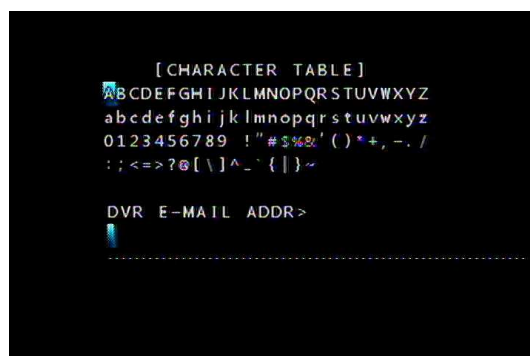 [CHARACTER TABLE]
ABCDEFGHIJKLMNOPQRSTUVWXYZ
abcdefghijklmnopqrstuvwxyz
0123456789 !"#$%&'()*+,-./
:;<=>?@[\]^_`{|}~
DVR E-MAIL ADDR>